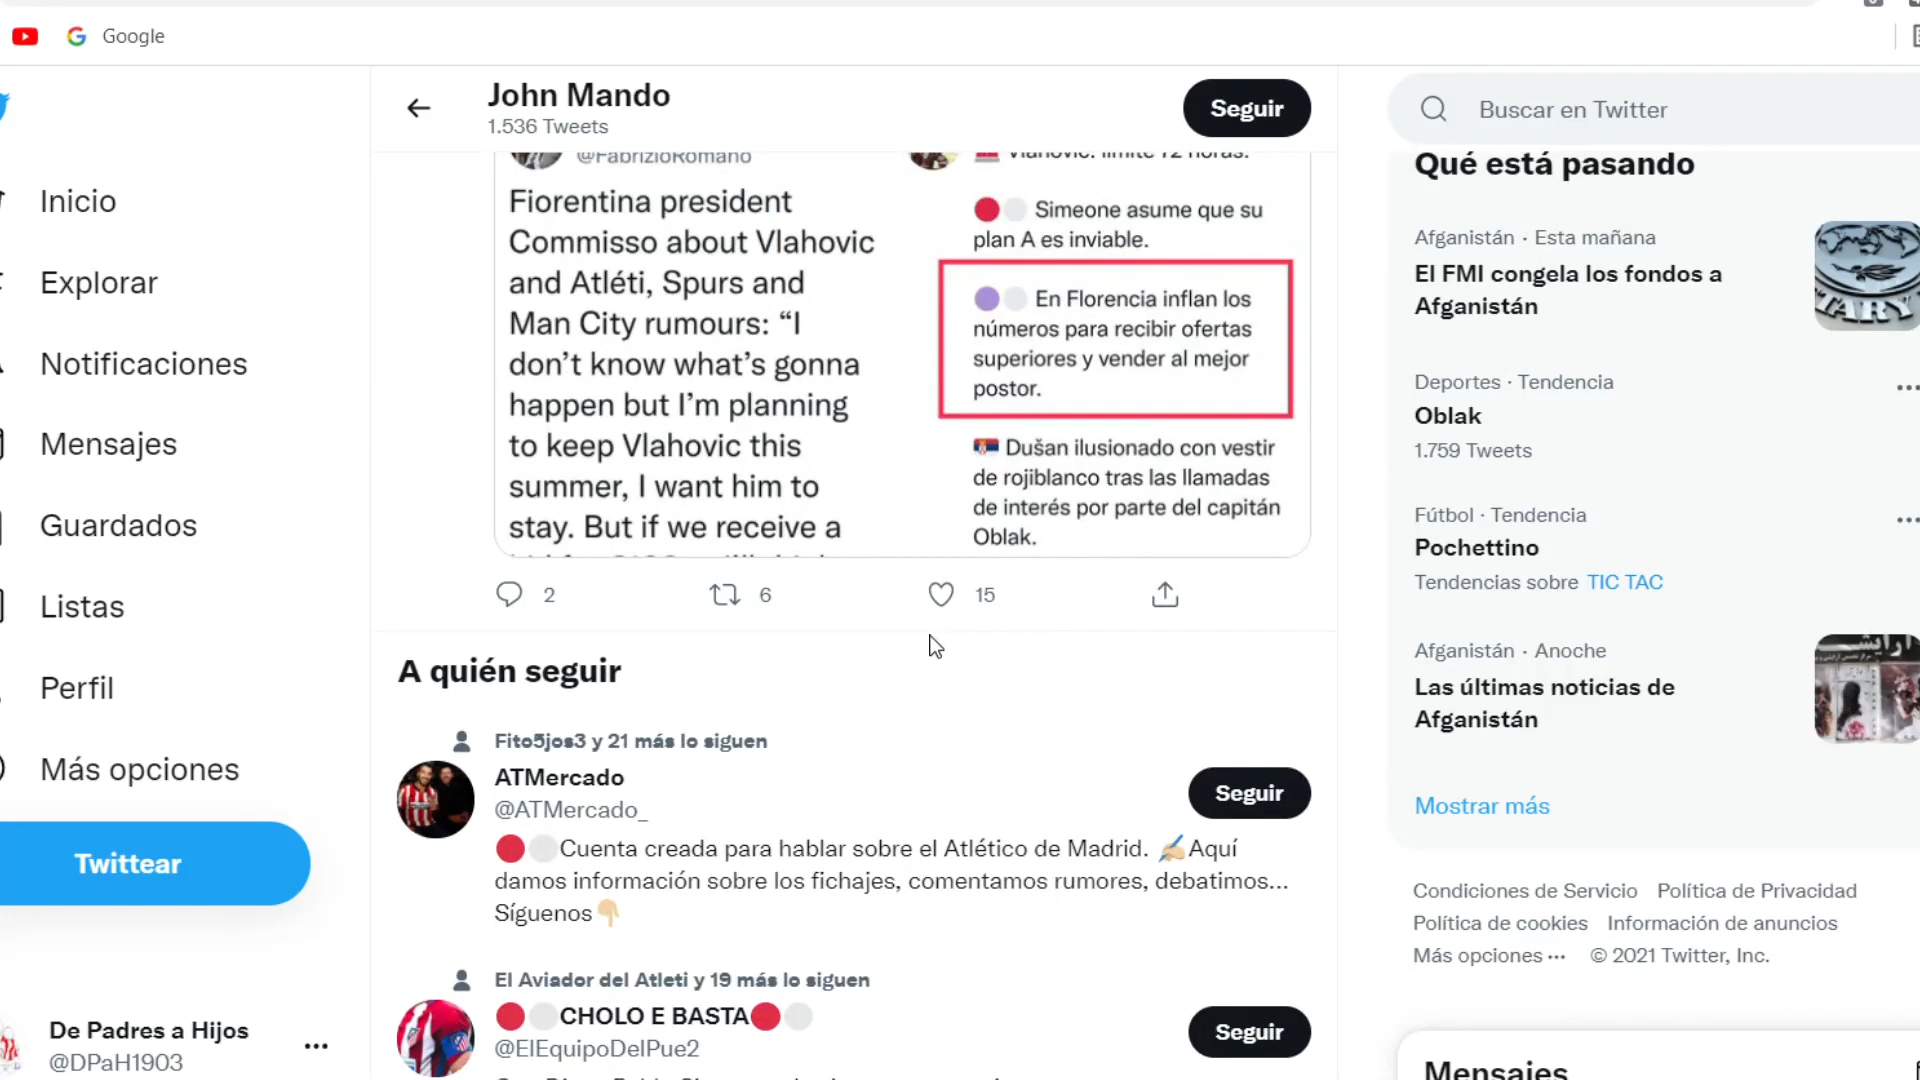 Google
John Mando
1.536 Tweets
Seguir
Buscar en Twitter
Inicio
Explorar
Notificaciones
Mensajes
Guardados
Listas
Perfil
Más opciones
Twittear
De Padres a Hijos
@DPaH1903
@FabrizioRomano
Fiorentina president
Commisso about Vlahovic
and Atléti, Spurs and
Man City rumours: “I
don’t know what’s gonna
happen but I’m planning
to keep Vlahovic this
summer, I want him to
stay. But if we receive a
Vlahovic: límite 72 horas.
Simeone asume que su
plan A es inviable.
En Florencia inflan los
números para recibir ofertas
superiores y vender al mejor
postor.
Dušan ilusionado con vestir
de rojiblanco tras las llamadas
de interés por parte del capitán
Oblak.
2
6
15
A quién seguir
Fito5jos3 y 21 más lo siguen
ATMercado
@ATMercado_
Seguir
Cuenta creada para hablar sobre el Atlético de Madrid. Aquí
damos información sobre los fichajes, comentamos rumores, debatimos...
Síguenos
El Aviador del Atleti y 19 más lo siguen
CHOLO E BASTA
@ElEquipoDelPue2
Seguir
Qué está pasando
Afganistán · Esta mañana
El FMI congela los fondos a
Afganistán
Deportes · Tendencia
Oblak
1.759 Tweets
Fútbol · Tendencia
Pochettino
Tendencias sobre TIC TAC
Afganistán · Anoche
Las últimas noticias de
Afganistán
Mostrar más
Condiciones de Servicio Política de Privacidad
Política de cookies Información de anuncios
Más opciones ··· © 2021 Twitter, Inc.
Mensajes